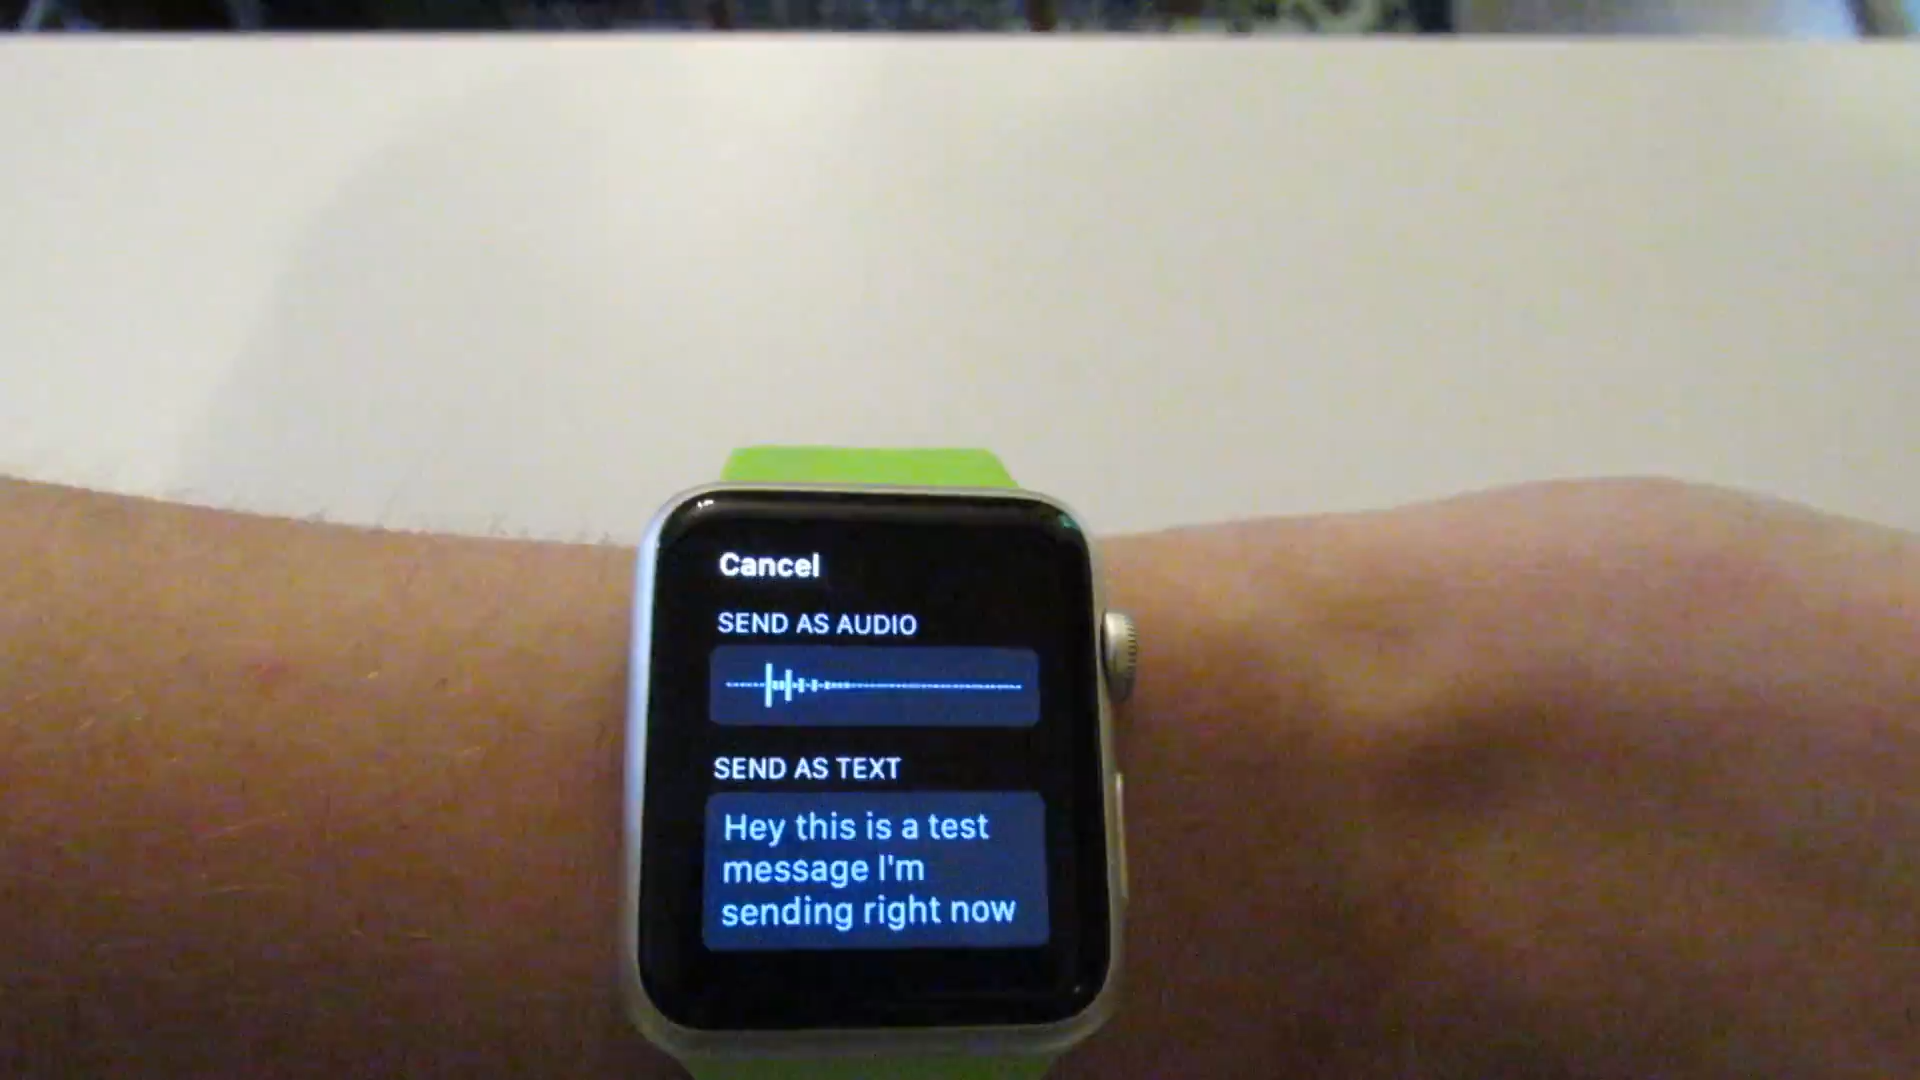 Cancel
SEND AS AUDIO
SEND AS TEXT
Hey this is a test
message I'm
sending right now